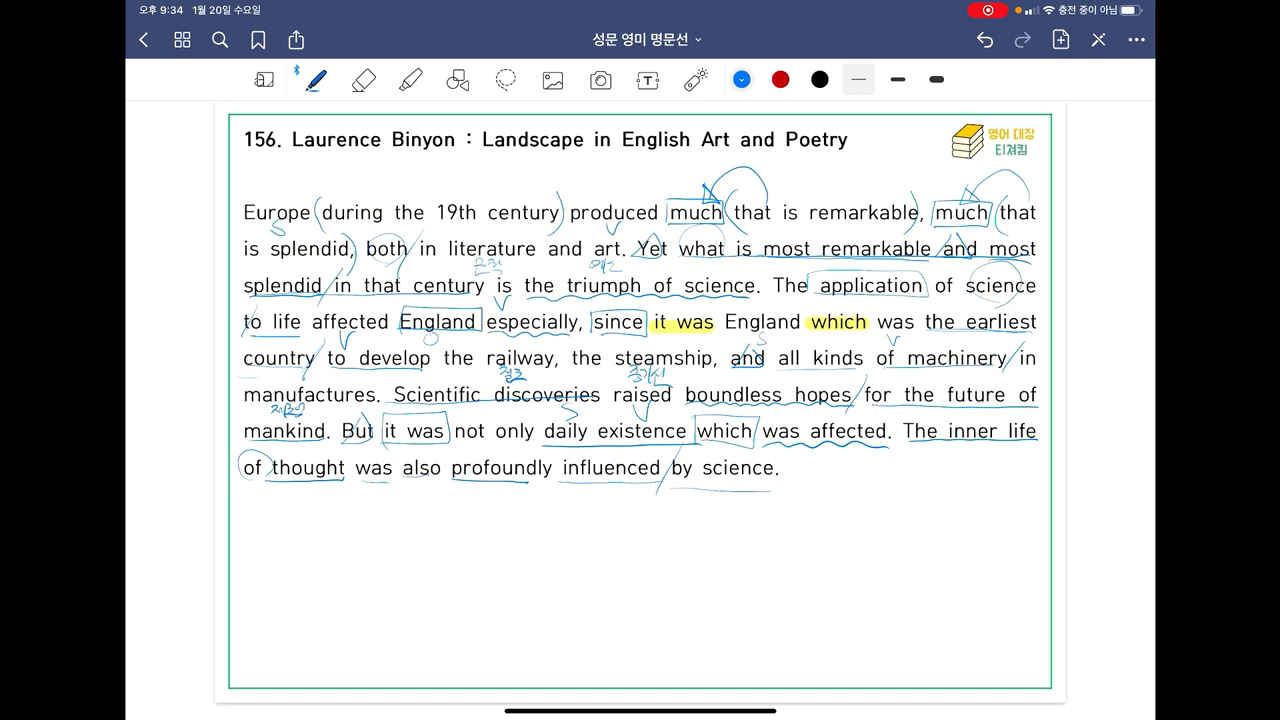 오후 9:34 1월 20일 수요일
충전 중이 아님
성문 영미 명문선
T
156. Laurence Binyon : Landscape in English Art and Poetry
영어 대장
티쳐킴
Europe (during the 19th century) produced much (that is remarkable), much (that
S V
is splendid,) both / in literature and art. Yet what is most remarkable and most
splendid / in that century is the triumph of science. The application of science
V
/ to life affected England especially, since it was England which was the earliest
V O S V
country / to develop the railway, the steamship, and all kinds of machinery / in
철도 증기선
manufactures. Scientific discoveries raised boundless hopes / for the future of
S V
mankind. But it was not only daily existence which was affected. The inner life
of thought was also profoundly influenced / by science.